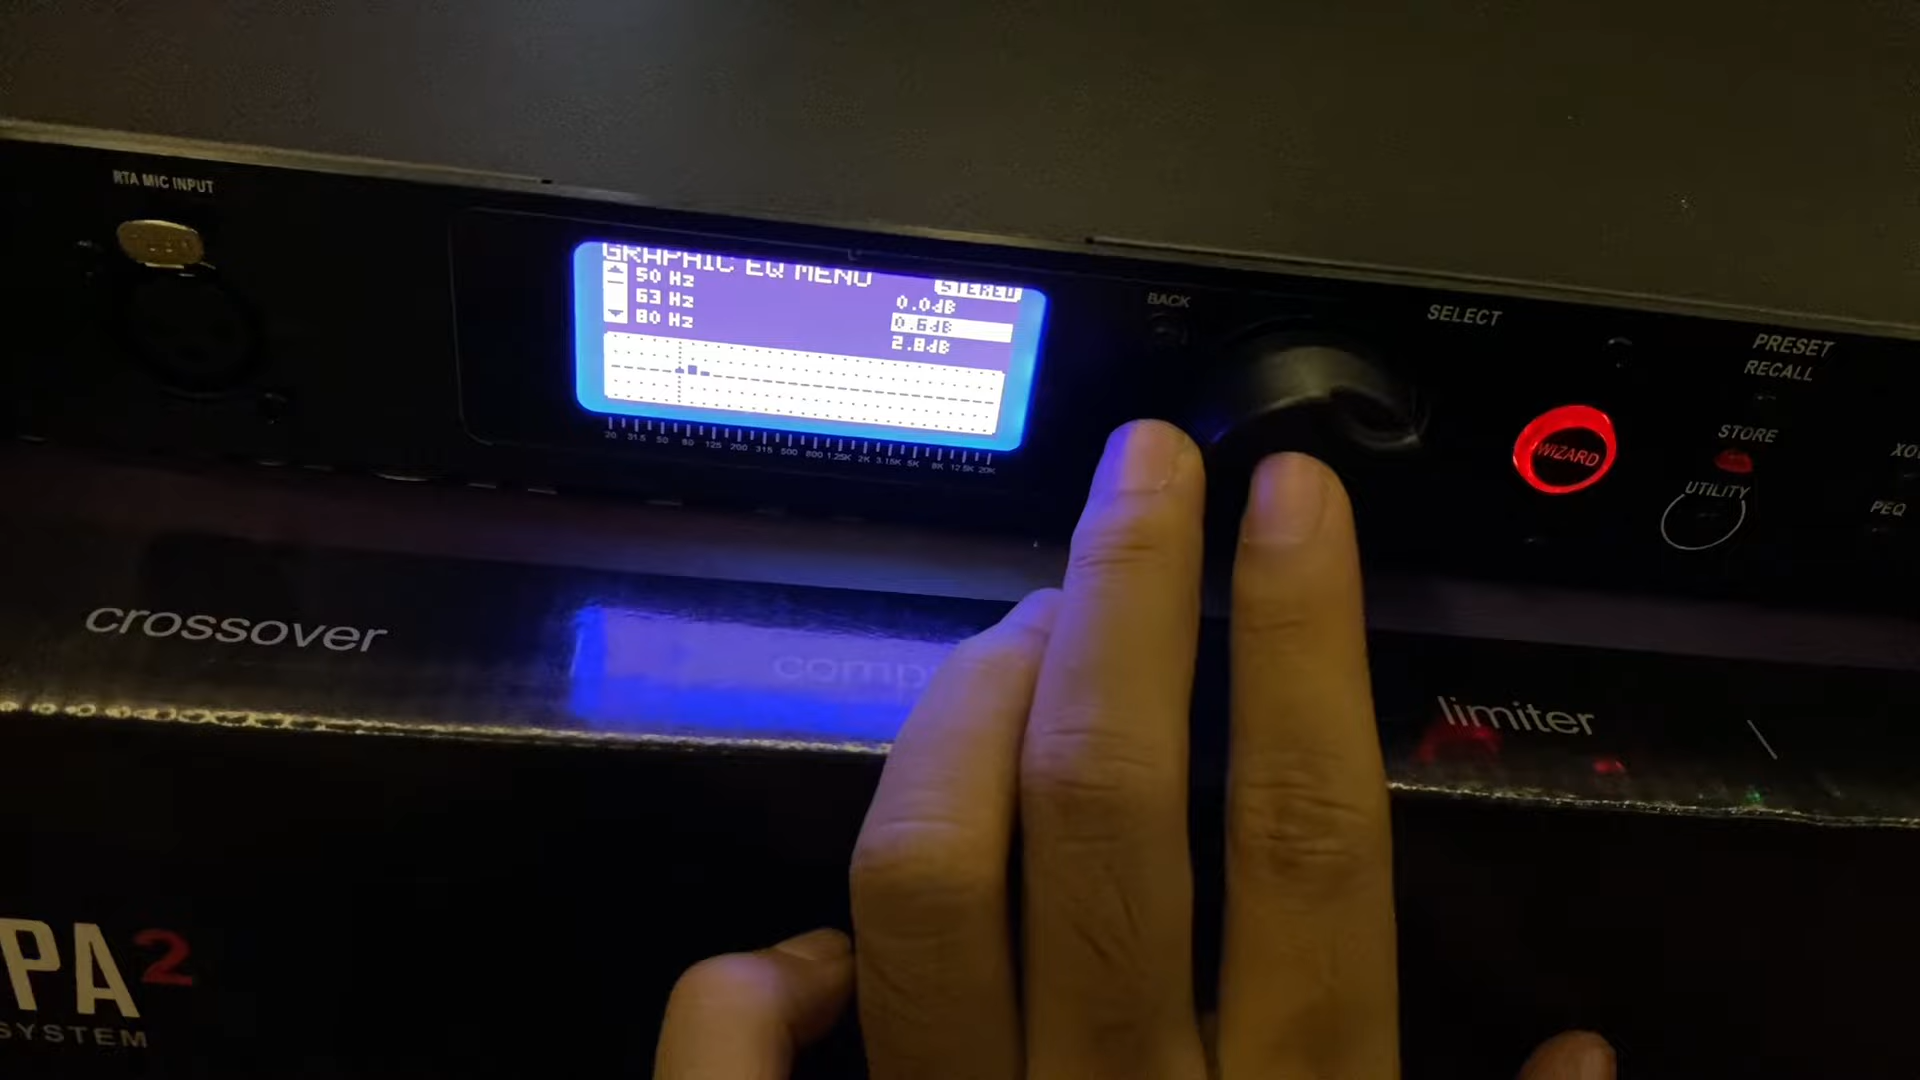 RTA MIC INPUT
GRAPHIC EQ MENU
STEREO
50 Hz 0.0dB
63 Hz 0.6dB
80 Hz 2.8dB
20 31.5 50 80 125 200 315 500 800 1.25K 2K 3.15K 5K 8K 12.5K 20K
BACK
SELECT
PRESET
RECALL
WIZARD
STORE
UTILITY
XO
PEQ
crossover
comp
limiter
PA2
SYSTEM